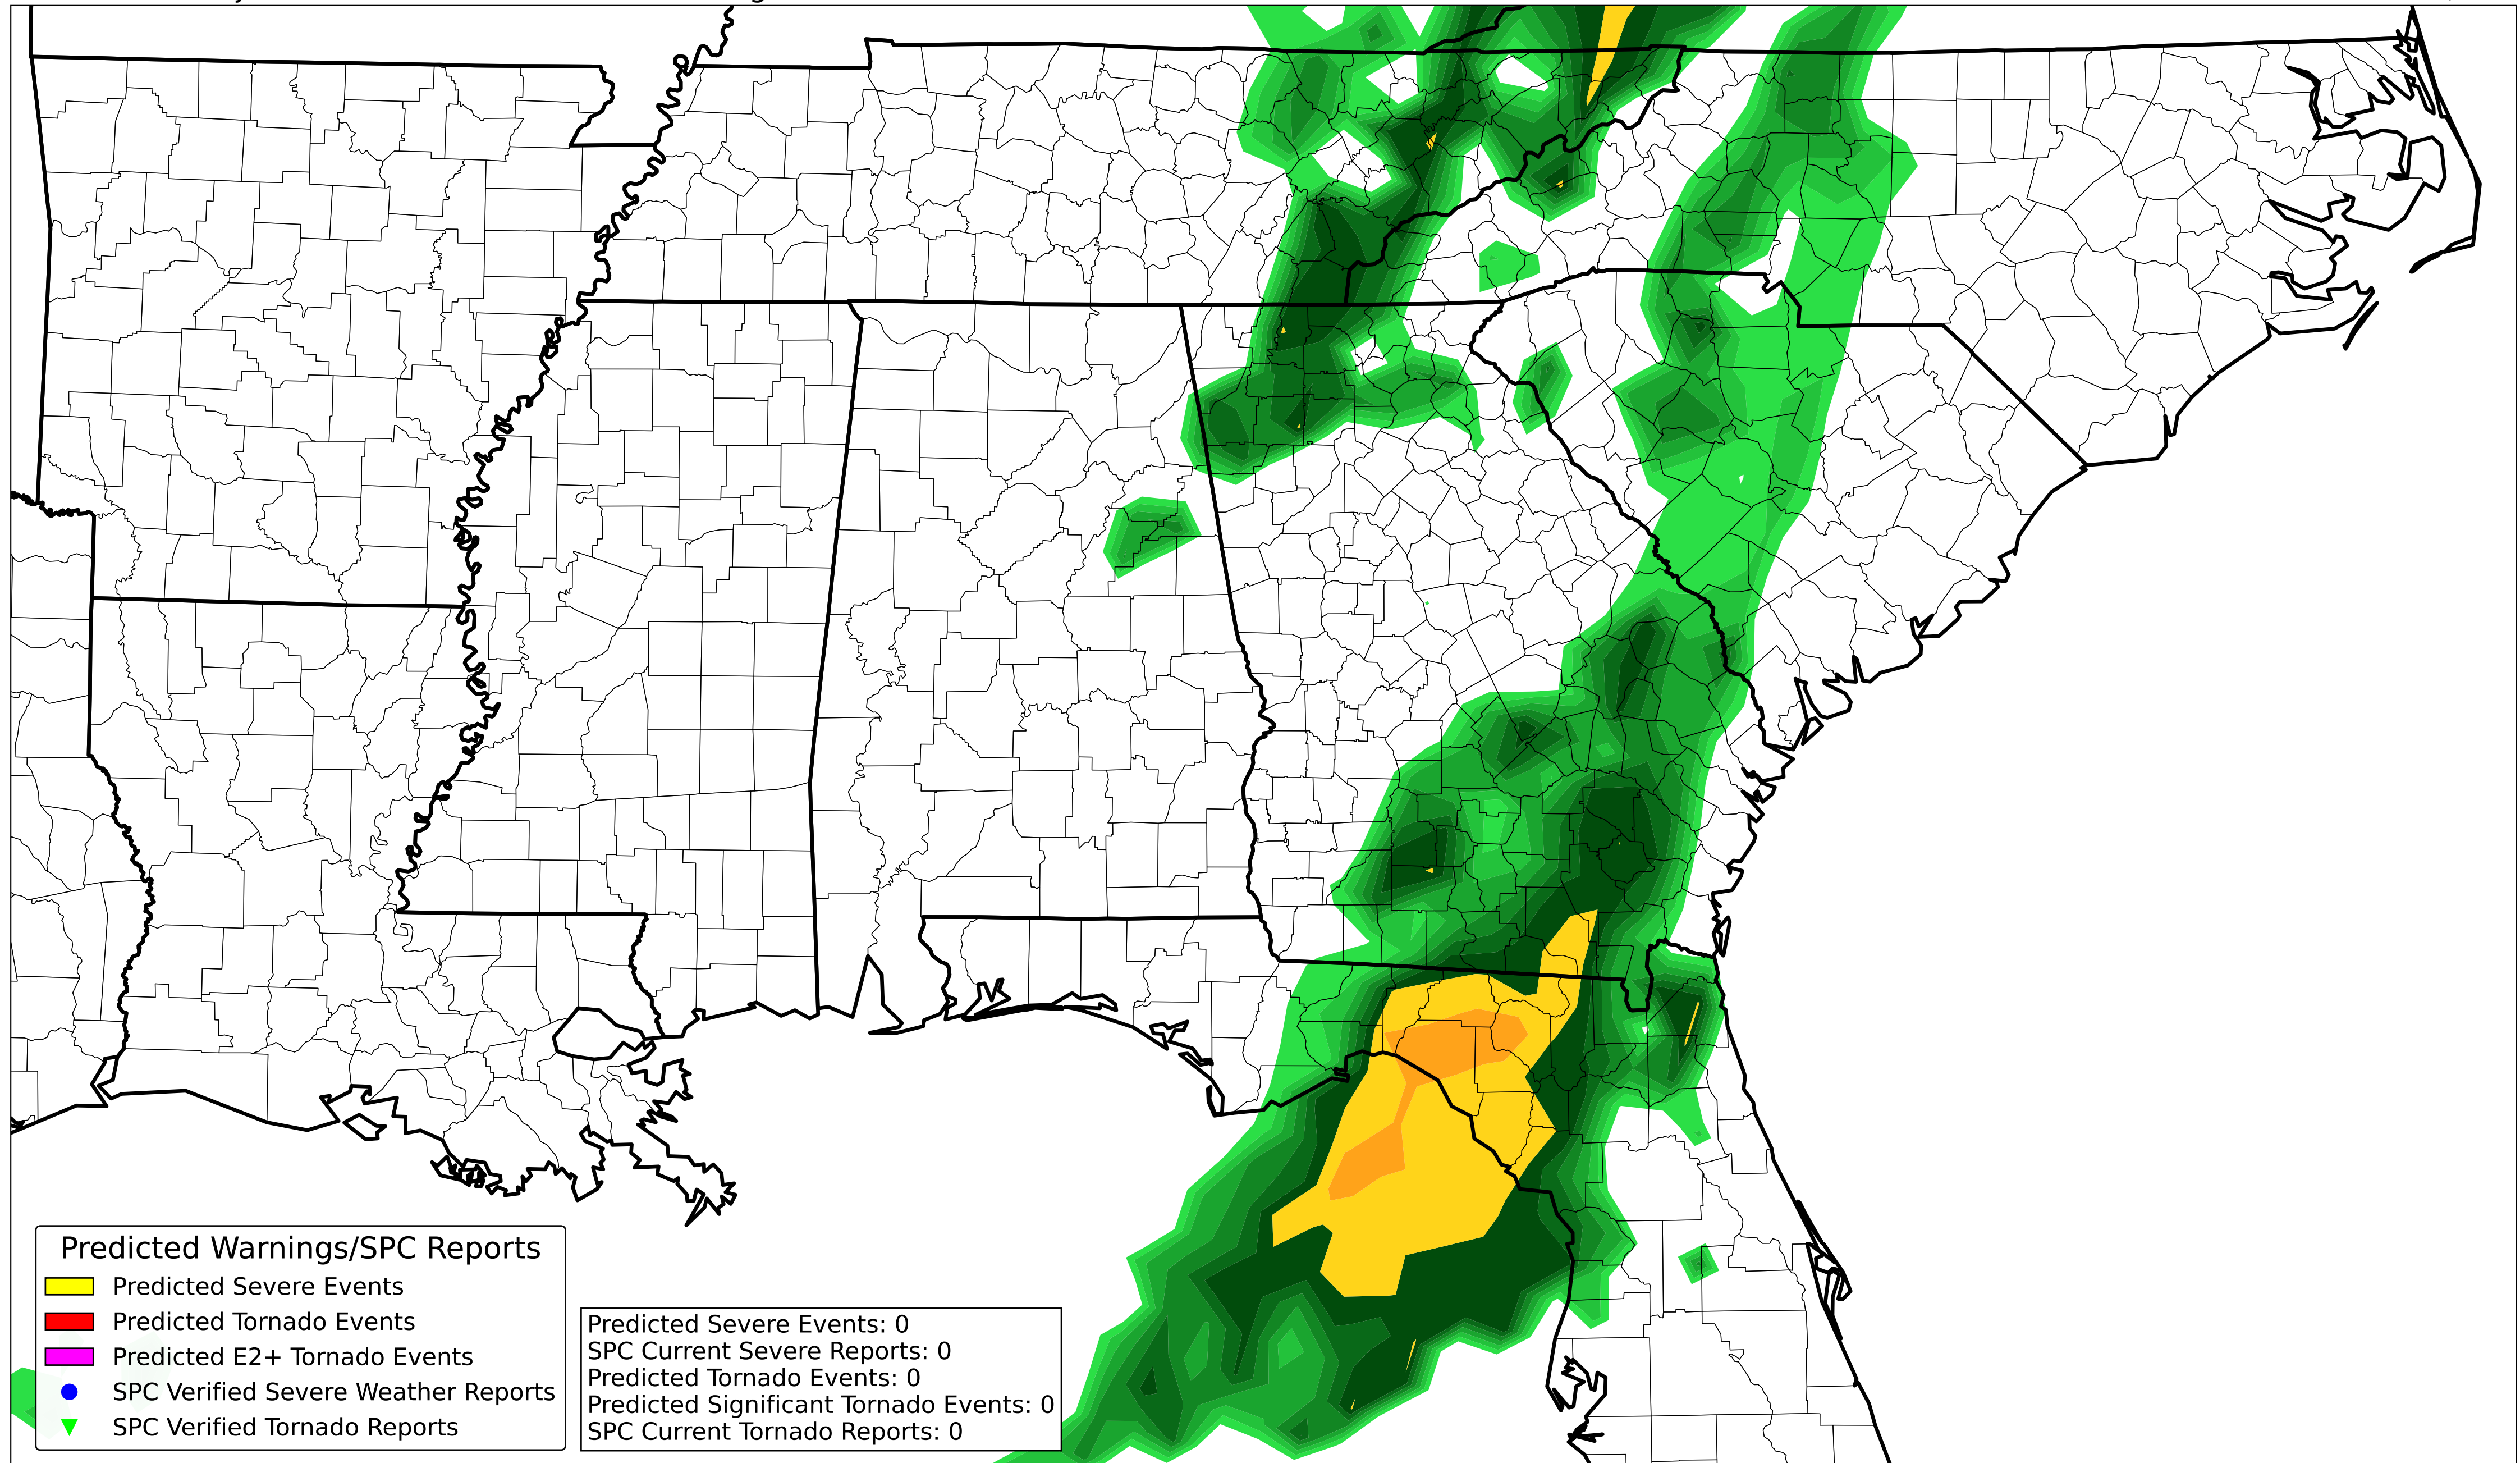 Predicted Warnings/SPC Reports
Predicted Severe Events
Predicted Tornado Events
Predicted E2+ Tornado Events
SPC Verified Severe Weather Reports
SPC Verified Tornado Reports
Predicted Severe Events: 0
SPC Current Severe Reports: 0
Predicted Tornado Events: 0
Predicted Significant Tornado Events: 0
SPC Current Tornado Reports: 0